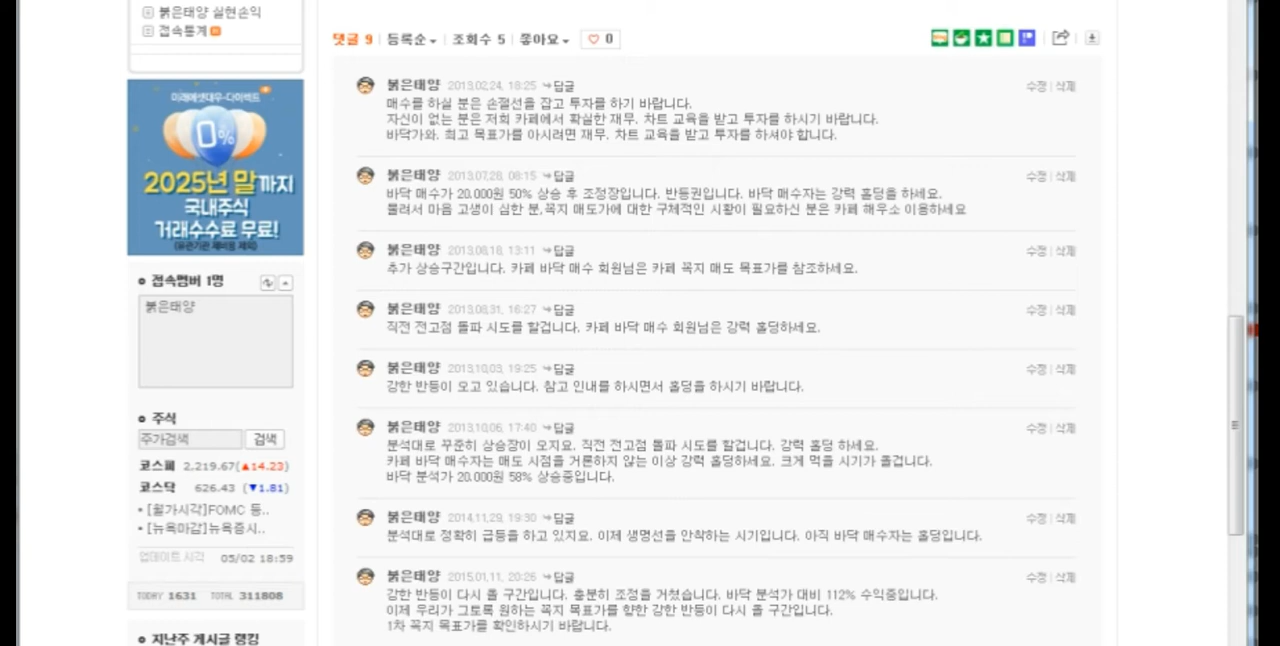 붉은태양 실현손익
접속통계
미래에셋대우-다이렉트
0%
2025년 말까지
국내주식
거래수수료 무료!
(유관기관 제비용 제외)
접속멤버 1명
붉은태양
주식
주가검색 검색
코스피 2,219.67(▲14.23)
코스닥 626.43 (▼1.81)
[월가시각]FOMC 등..
[뉴욕마감]뉴욕증시..
업데이트 시각 05/02 18:59
TODAY 1631 TOTAL 311808
지난주 게시글 랭킹
댓글 9 등록순 조회수 5 좋아요 0
붉은태양 2013.02.24. 18:25 답글 수정 | 삭제
매수를 하실 분은 손절선을 잡고 투자를 하기 바랍니다.
자신이 없는 분은 저희 카페에서 확실한 재무. 차트 교육을 받고 투자를 하시기 바랍니다.
바닥가와. 최고 목표가를 아시려면 재무. 차트 교육을 받고 투자를 하셔야 합니다.
붉은태양 2013.07.28. 08:15 답글 수정 | 삭제
바닥 매수가 20.000원 50% 상승 후 조정장입니다. 반등권입니다. 바닥 매수자는 강력 홀딩을 하세요.
물려서 마음 고생이 심한 분,꼭지 매도가에 대한 구체적인 시황이 필요하신 분은 카페 해우소 이용하세요
붉은태양 2013.08.18. 13:11 답글 수정 | 삭제
추가 상승구간입니다. 카페 바닥 매수 회원님은 카페 꼭지 매도 목표가를 참조하세요.
붉은태양 2013.08.31. 16:27 답글 수정 | 삭제
직전 전고점 돌파 시도를 할겁니다. 카페 바닥 매수 회원님은 강력 홀딩하세요.
붉은태양 2013.10.03. 19:25 답글 수정 | 삭제
강한 반등이 오고 있습니다. 참고 인내를 하시면서 홀딩을 하시기 바랍니다.
붉은태양 2013.10.06. 17:40 답글 수정 | 삭제
분석대로 꾸준히 상승장이 오지요. 직전 전고점 돌파 시도를 할겁니다. 강력 홀딩 하세요.
카페 바닥 매수자는 매도 시점을 거론하지 않는 이상 강력 홀딩하세요. 크게 먹을 시기가 올겁니다.
바닥 분석가 20.000원 58% 상승중입니다.
붉은태양 2014.11.29. 19:30 답글 수정 | 삭제
분석대로 정확히 급등을 하고 있지요. 이제 생명선을 안착하는 시기입니다. 아직 바닥 매수자는 홀딩입니다.
붉은태양 2015.01.11. 20:26 답글 수정 | 삭제
강한 반등이 다시 올 구간입니다. 충분히 조정을 거쳤습니다. 바닥 분석가 대비 112% 수익중입니다.
이제 우리가 그토록 원하는 꼭지 목표가를 향한 강한 반등이 다시 올 구간입니다.
1차 꼭지 목표가를 확인하시기 바랍니다.